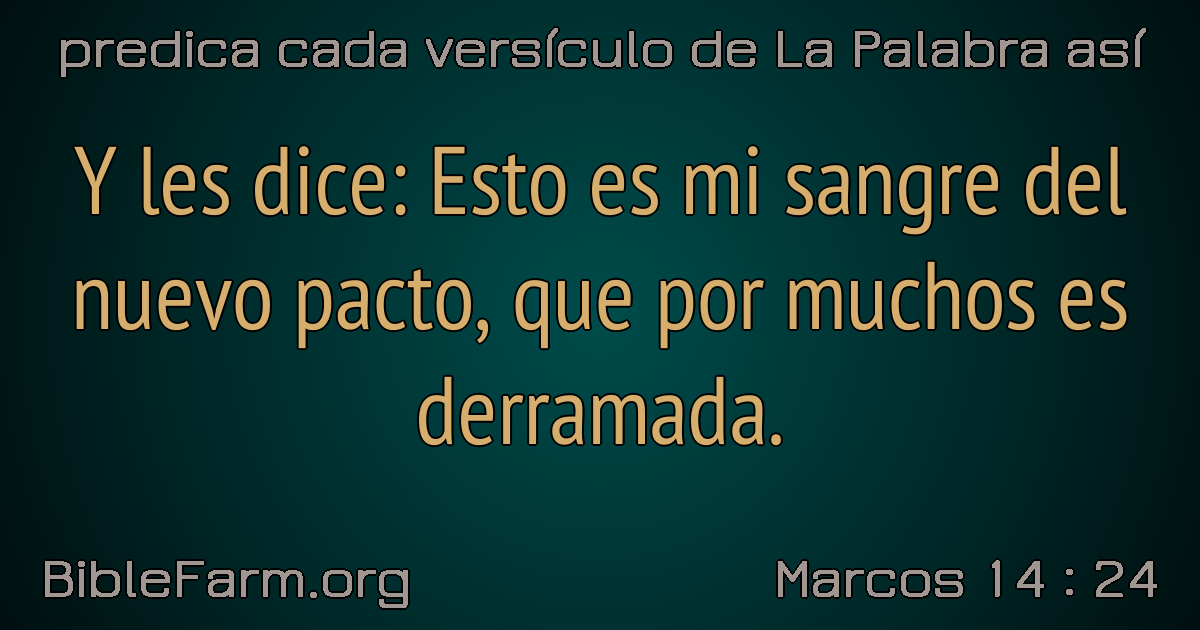 predica cada versículo de La Palabra así
Y les dice: Esto es mi sangre del
nuevo pacto, que por muchos es
derramada.
BibleFarm.org
Marcos 14 : 24